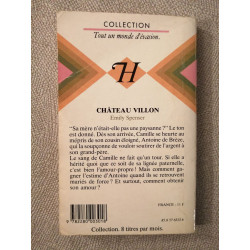 COLLECTION
Tout un monde d'évasion.
H
CHÂTEAU VILLON
Emily Spenser
"Sa mère n'était-elle pas une paysanne ?" Le ton
est donné. Dès son arrivée, Camille se heurte au
mépris de son cousin éloigné, Antoine de Brèze,
qui la soupçonne de vouloir soutirer de l'argent à
son grand-père.
Le sang de Camille ne fait qu'un tour. Si elle
a hérité quoi que ce soit de sa lignée paternelle,
c'est bien l'amour-propre ! Mais comment ga-
gner l'estime d'Antoine quand ils se retrouvent
mariés de force ? Et surtout, comment obtenir
son amour ?
Collection. 8 titres par mois.